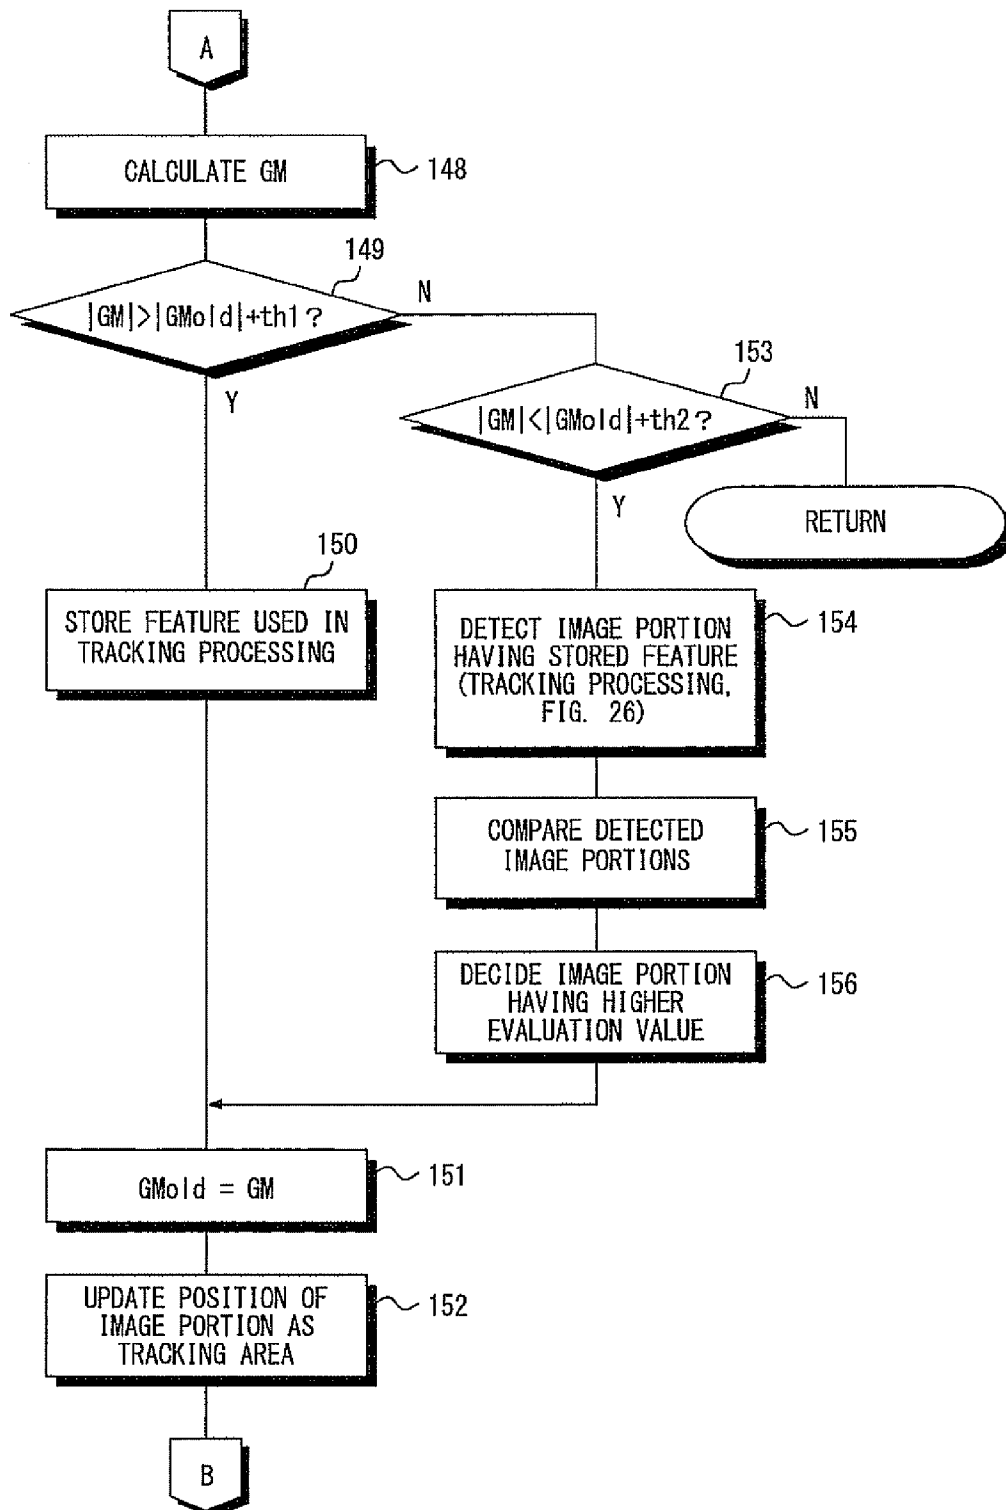 A
CALCULATE GM
148
149
|GM|>|GMold|+th1?
N
Y
153
|GM|<|GMold|+th2?
N
Y
RETURN
150
STORE FEATURE USED IN
TRACKING PROCESSING
DETECT IMAGE PORTION
HAVING STORED FEATURE
(TRACKING PROCESSING,
FIG. 26)
154
COMPARE DETECTED
IMAGE PORTIONS
155
DECIDE IMAGE PORTION
HAVING HIGHER
EVALUATION VALUE
156
GMold = GM
151
UPDATE POSITION OF
IMAGE PORTION AS
TRACKING AREA
152
B